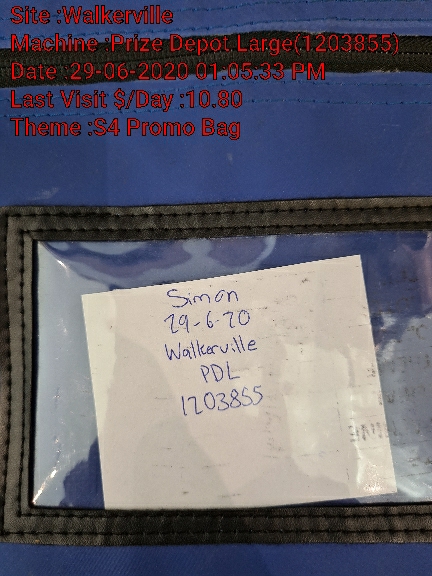 Site :Walkerville
Machine :Prize Depot Large(1203855)
Date :29-06-2020 01:05:33 PM
Last Visit $/Day :10.80
Theme :S4 Promo Bag
Simon
29-6-20
Walkerville
PDL
1203855